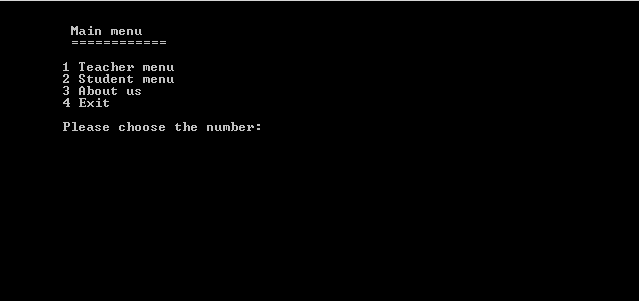 Main menu
============
1 Teacher menu
2 Student menu
3 About us
4 Exit
Please choose the number: